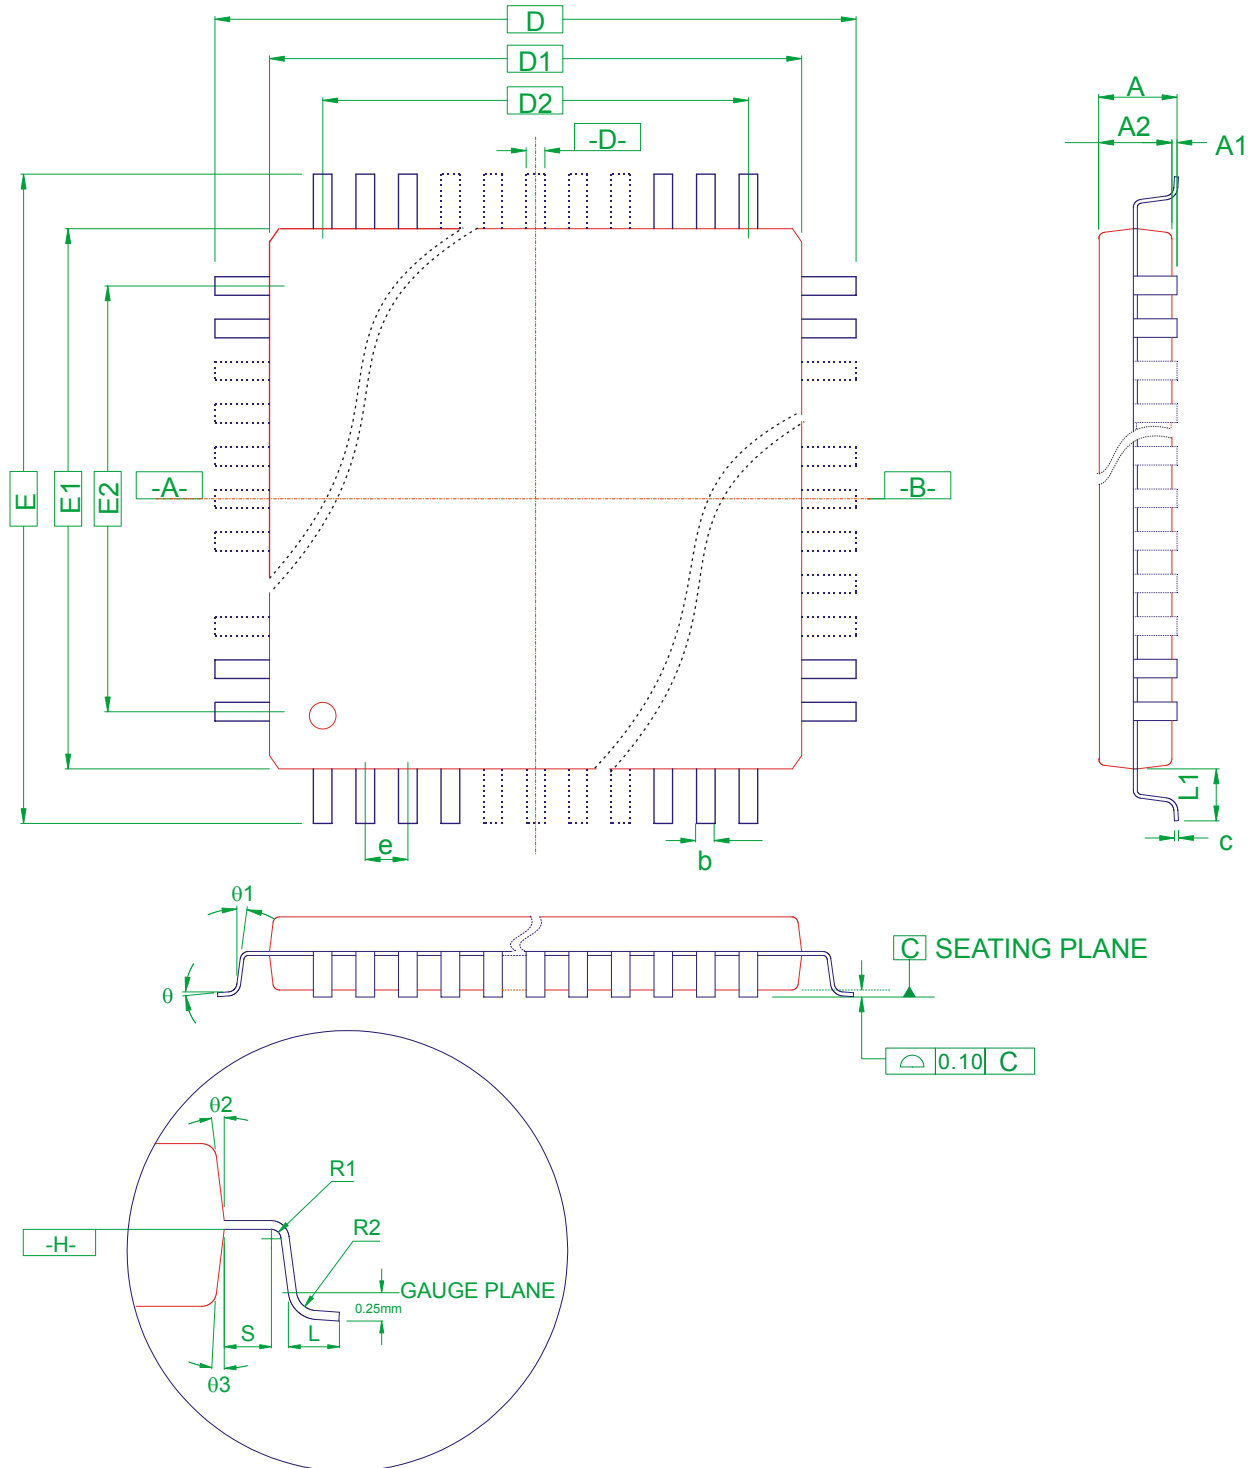 D
D1
D2
-D-
A
A2
A1
E
E1
E2
-A-
-B-
e
b
L1
c
θ1
θ
C SEATING PLANE
0.10 C
θ2
R1
R2
-H-
GAUGE PLANE
0.25mm
S
L
θ3